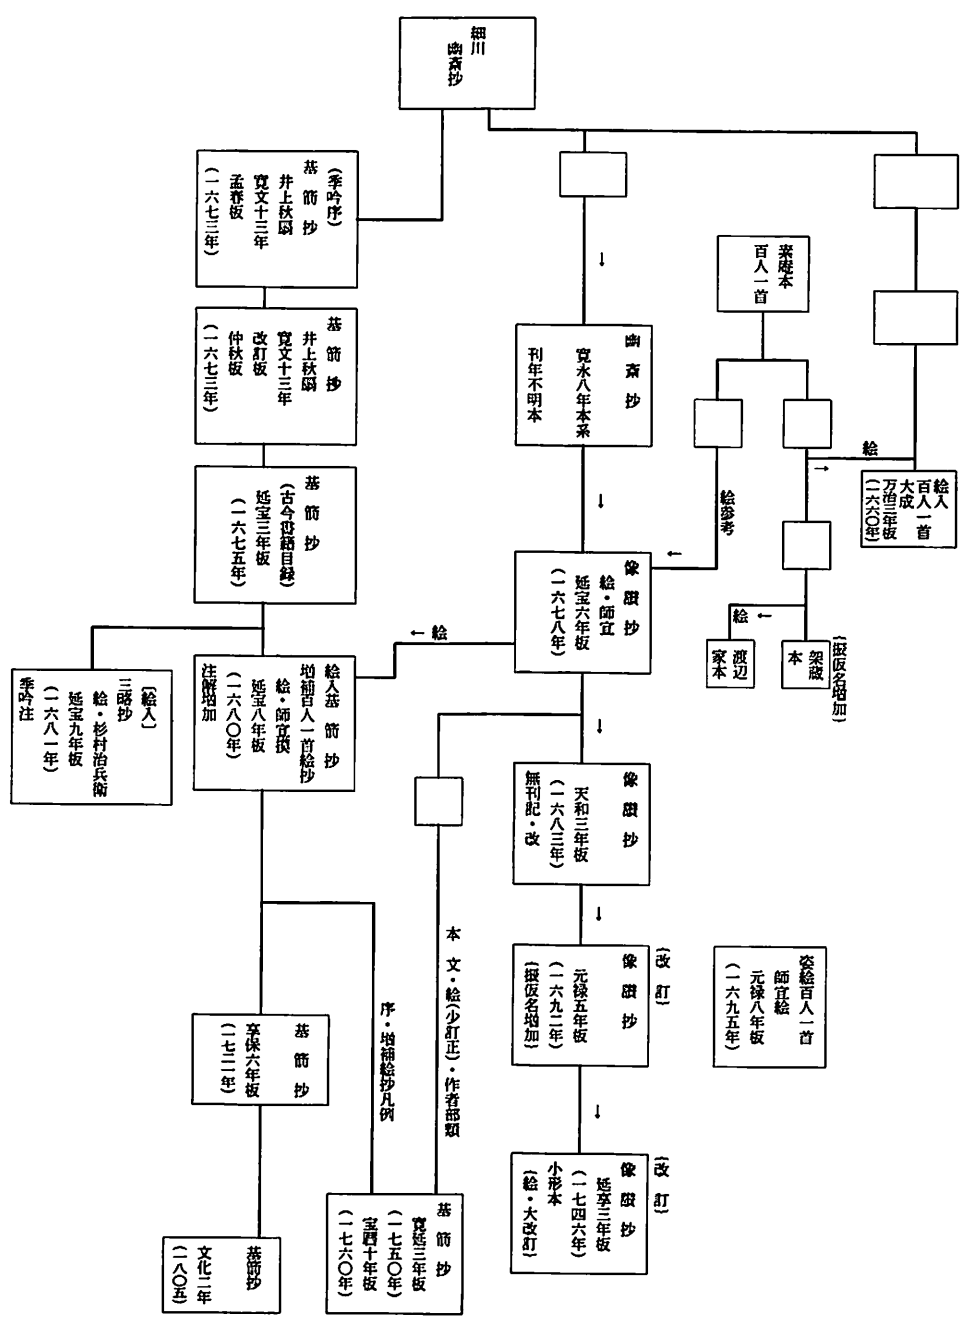 細川
幽斎抄
絵入
百人一首
大成
万治三年板
(一六六〇年)
絵
素庵本
百人一首
絵参考
(振仮名増加)
架蔵
本
渡辺
家本
絵
幽斎抄
寛永八年本系
刊年不明本
像讃抄
絵・師宣
延宝六年板
(一六七八年)
絵
像讃抄
天和三年板
(一六八三年)
無刊記・改
(改訂)
像讃抄
元禄五年板
(一六九二年)
(振仮名増加)
(改訂)
像讃抄
延享三年板
(一七四六年)
小形本
(絵・大改訂)
姿絵百人一首
師宣絵
元禄八年板
(一六九五年)
(季吟序)
基箭抄
井上秋扇
寛文十三年
孟春板
(一六七三年)
基箭抄
井上秋扇
寛文十三年
改訂板
仲秋板
(一六七三年)
基箭抄
(古今書籍目録)
延宝三年板
(一六七五年)
絵入基箭抄
増補百人一首絵抄
絵・師宣摸
延宝八年板
(一六八〇年)
注解増加
〔絵入〕
三略抄
絵・杉村治兵衛
延宝九年板
(一六八一年)
季吟注
本文・絵(少訂正)・作者部類
序・増補絵抄凡例
基箭抄
享保六年板
(一七二一年)
基箭抄
寛延三年板
(一七五〇年)
宝暦十年板
(一七六〇年)
基箭抄
文化二年
(一八〇五)